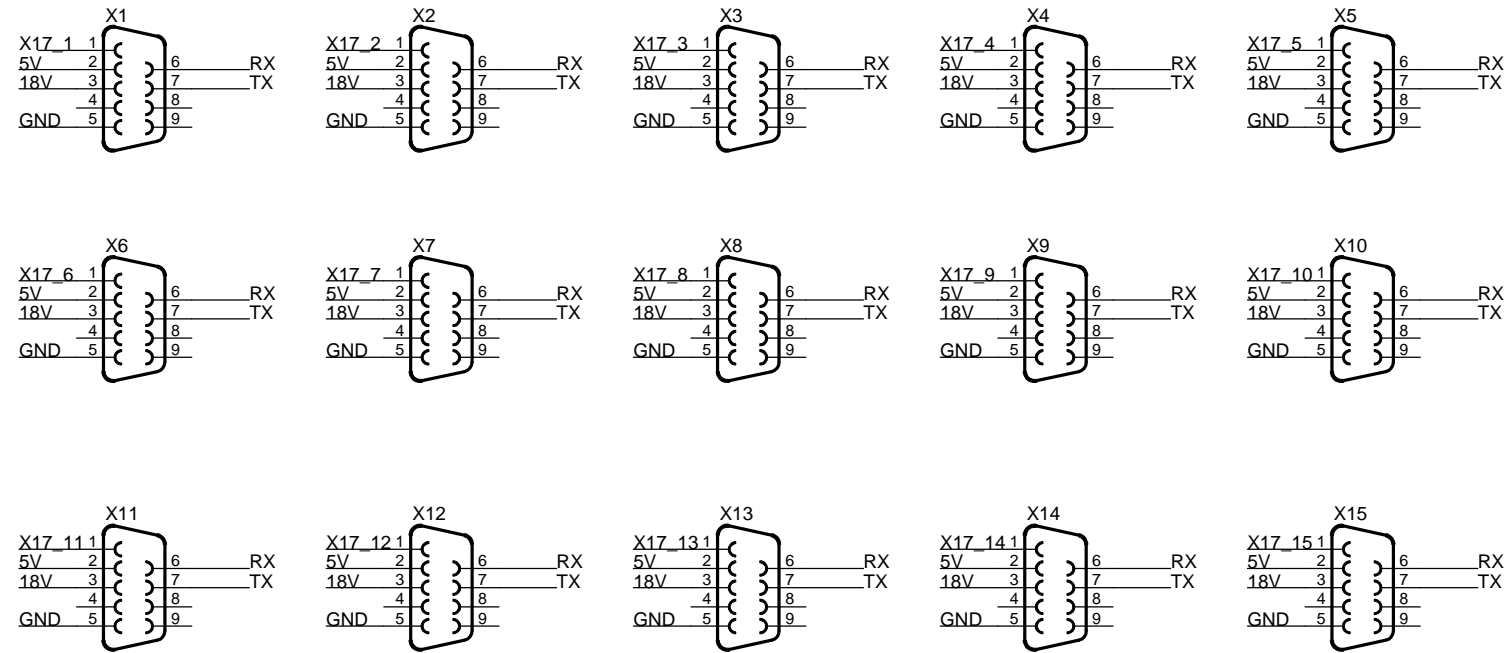 X1 X2 X3 X4 X5
X17_1 1 X17_2 1 X17_3 1 X17_4 1 X17_5 1
5V 2 6 RX 5V 2 6 RX 5V 2 6 RX 5V 2 6 RX 5V 2 6 RX
18V 3 7 TX 18V 3 7 TX 18V 3 7 TX 18V 3 7 TX 18V 3 7 TX
4 8 4 8 4 8 4 8 4 8
GND 5 9 GND 5 9 GND 5 9 GND 5 9 GND 5 9
X6 X7 X8 X9 X10
X17_6 1 X17_7 1 X17_8 1 X17_9 1 X17_10 1
5V 2 6 RX 5V 2 6 RX 5V 2 6 RX 5V 2 6 RX 5V 2 6 RX
18V 3 7 TX 18V 3 7 TX 18V 3 7 TX 18V 3 7 TX 18V 3 7 TX
4 8 4 8 4 8 4 8 4 8
GND 5 9 GND 5 9 GND 5 9 GND 5 9 GND 5 9
X11 X12 X13 X14 X15
X17_11 1 X17_12 1 X17_13 1 X17_14 1 X17_15 1
5V 2 6 RX 5V 2 6 RX 5V 2 6 RX 5V 2 6 RX 5V 2 6 RX
18V 3 7 TX 18V 3 7 TX 18V 3 7 TX 18V 3 7 TX 18V 3 7 TX
4 8 4 8 4 8 4 8 4 8
GND 5 9 GND 5 9 GND 5 9 GND 5 9 GND 5 9